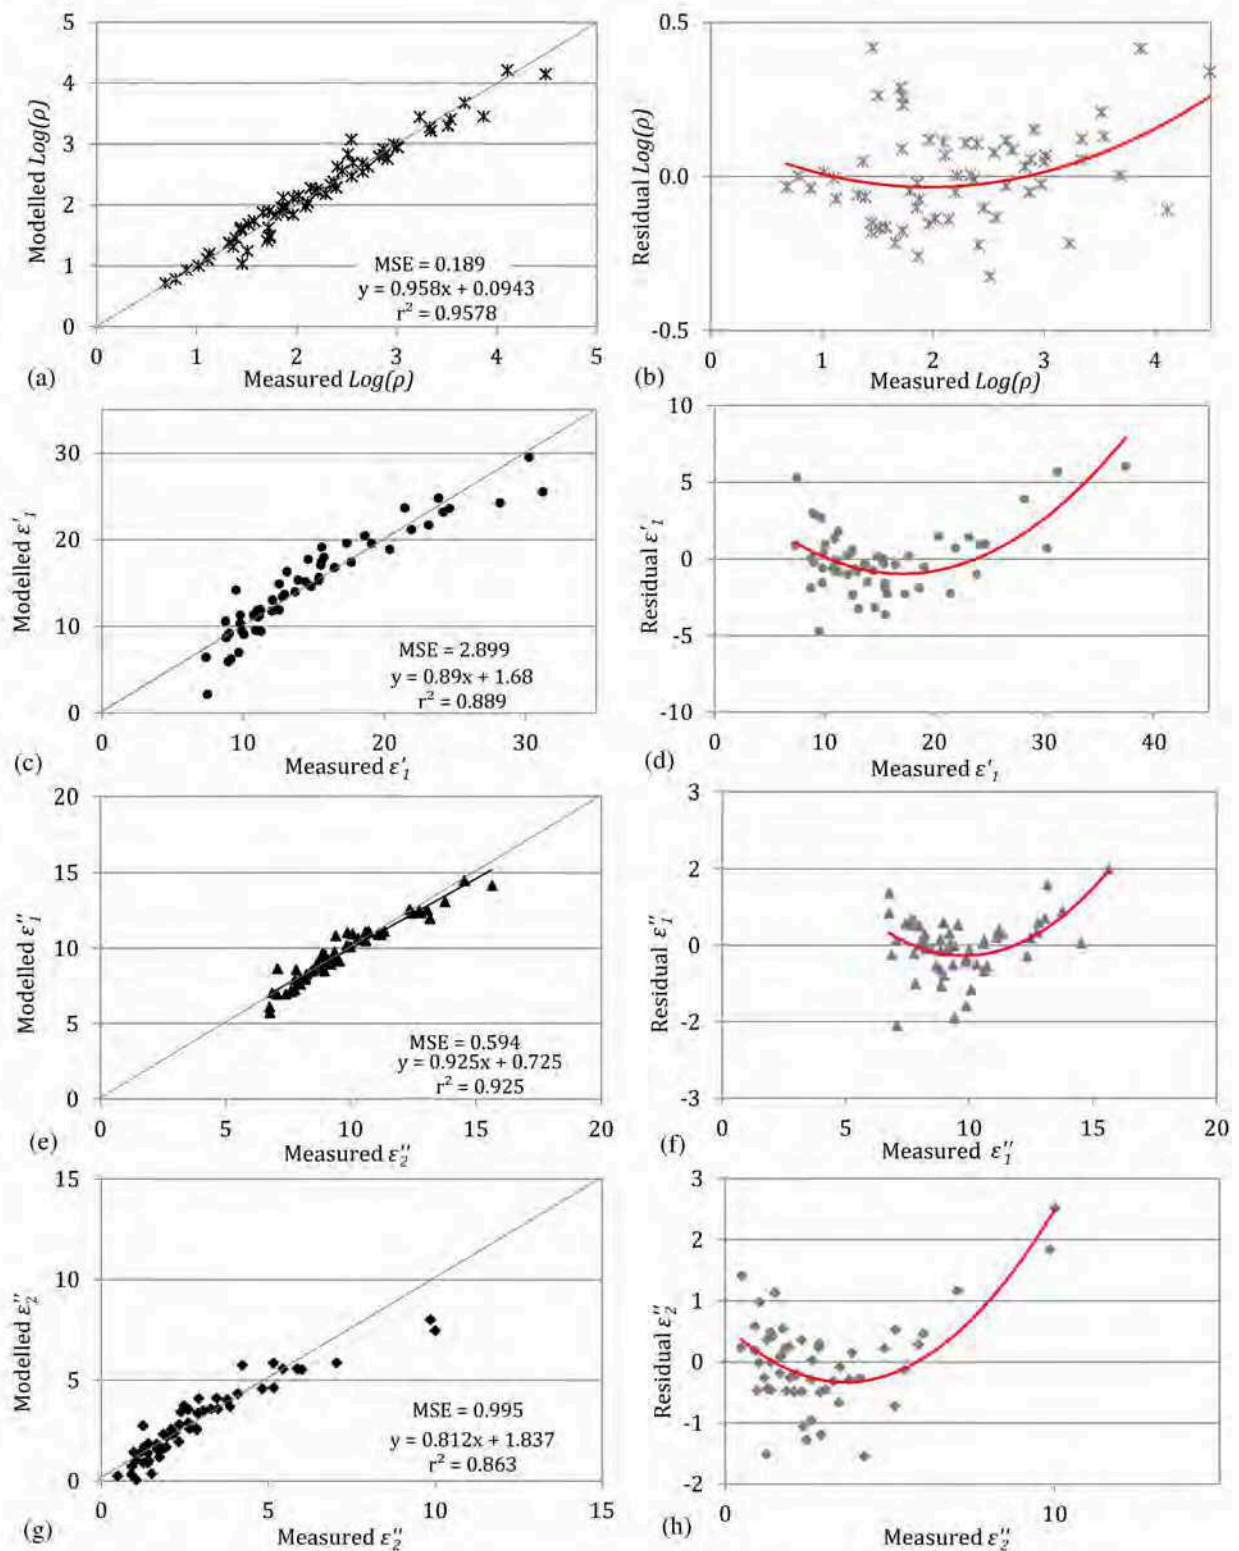 5
4
3
2
1
0
0 1 2 3 4 5
Modelled Log(ρ)
MSE = 0.189
y = 0.958x + 0.0943
r² = 0.9578
(a)
Measured Log(ρ)
0.5
0.0
-0.5
0 1 2 3 4
Residual Log(ρ)
(b)
Measured Log(ρ)
30
20
10
0
0 10 20 30
Modelled ε'₁
MSE = 2.899
y = 0.89x + 1.68
r² = 0.889
(c)
Measured ε'₁
10
5
0
-5
-10
0 10 20 30 40
Residual ε'₁
(d)
Measured ε'₁
20
15
10
5
0
0 5 10 15 20
Modelled ε''₁
MSE = 0.594
y = 0.925x + 0.725
r² = 0.925
(e)
Measured ε''₂
3
2
0
-2
-3
0 5 10 15 20
Residual ε''₁
(f)
Measured ε''₁
15
10
5
0
0 5 10 15
Modelled ε''₂
MSE = 0.995
y = 0.812x + 1.837
r² = 0.863
(g)
Measured ε''₂
3
2
1
0
-1
-2
0 10
Residual ε''₂
(h)
Measured ε''₂